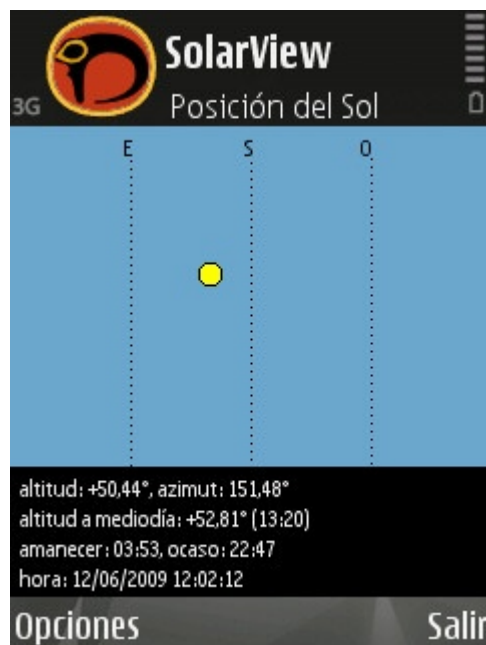 SolarView
3G
Posición del Sol
E S O
altitud: +50,44°, azimut: 151,48°
altitud a mediodía: +52,81° (13:20)
amanecer: 03:53, ocaso: 22:47
hora: 12/06/2009 12:02:12
Opciones Salir